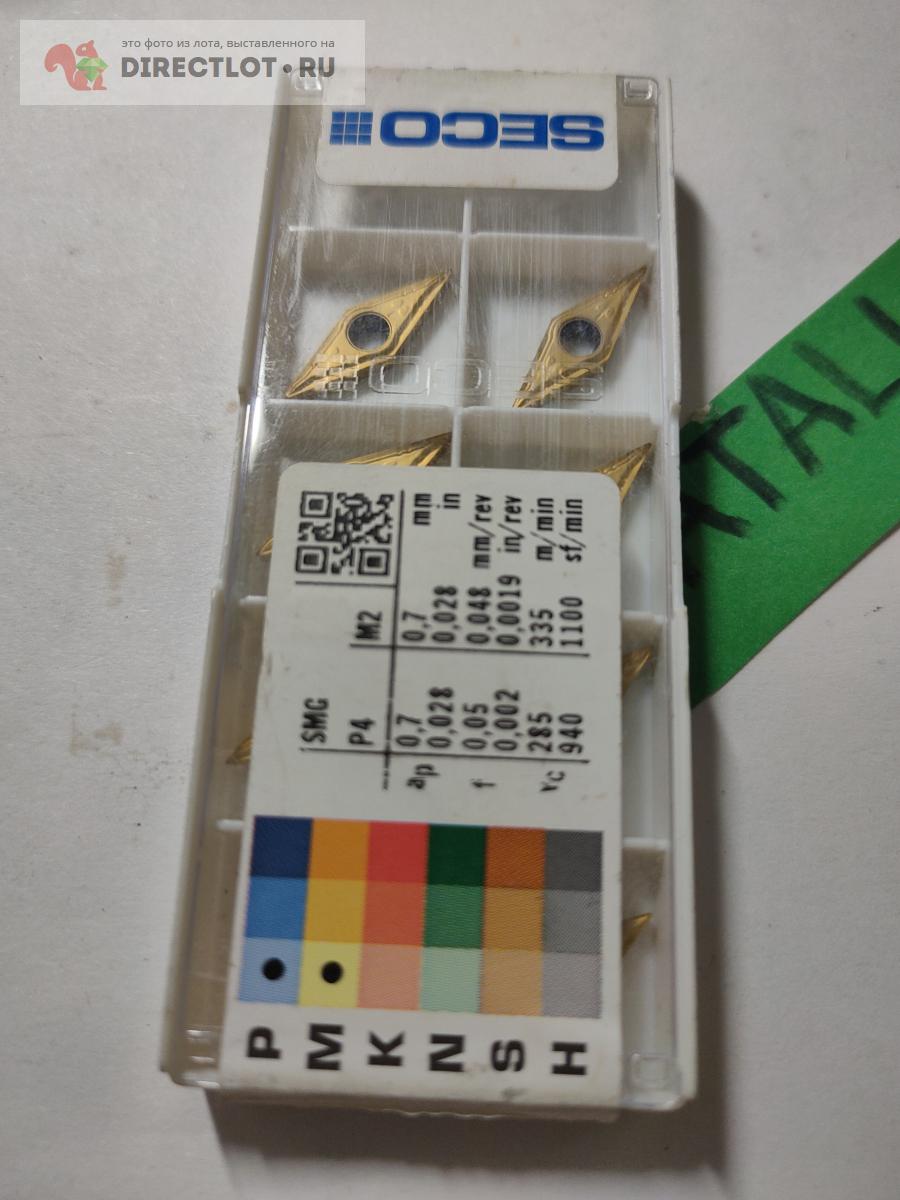 это фото из лота, выставленного на
DIRECTLOT.RU
SECO
SECO
SMG P4 M2
mm
ap 0,7 0,7 mm
0,028 0,028 in
f 0,05 0,048 mm/rev
0,002 0,0019 in/rev
vc 285 335 m/min
940 1100 sf/min
P
M
K
N
S
H